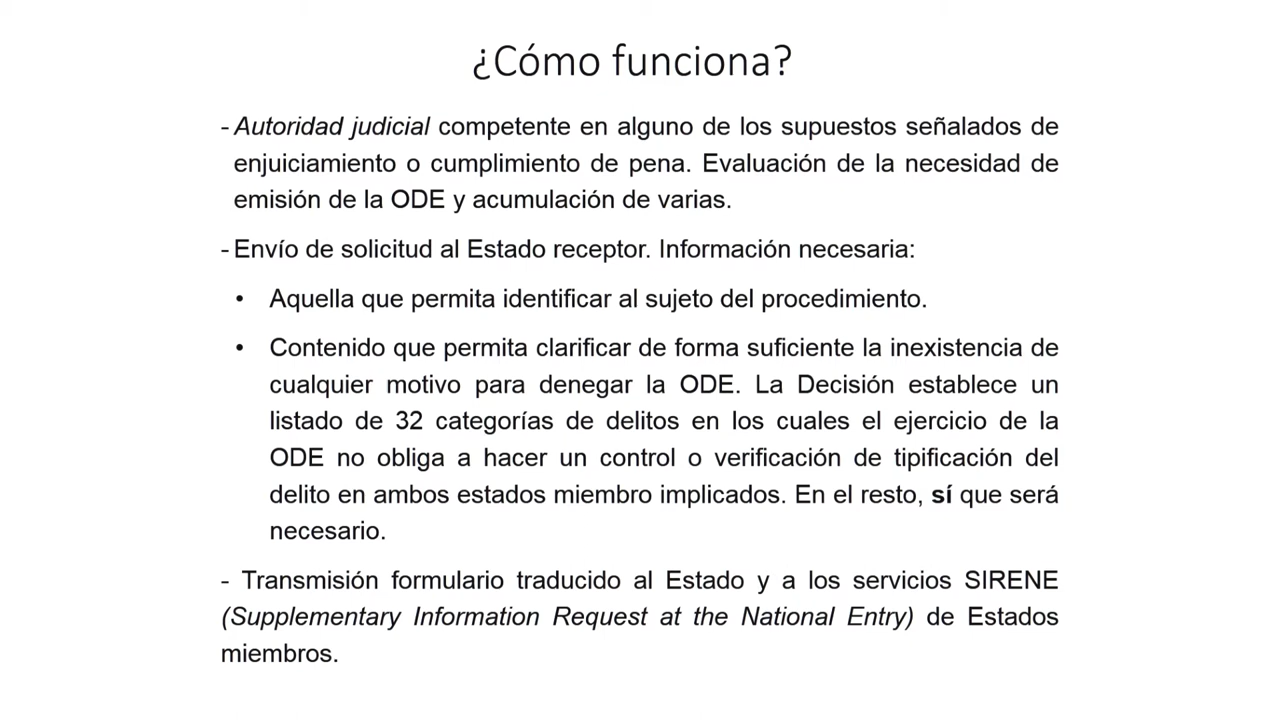 ¿Cómo funciona?
- Autoridad judicial competente en alguno de los supuestos señalados de
enjuiciamiento o cumplimiento de pena. Evaluación de la necesidad de
emisión de la ODE y acumulación de varias.
- Envío de solicitud al Estado receptor. Información necesaria:
• Aquella que permita identificar al sujeto del procedimiento.
• Contenido que permita clarificar de forma suficiente la inexistencia de
cualquier motivo para denegar la ODE. La Decisión establece un
listado de 32 categorías de delitos en los cuales el ejercicio de la
ODE no obliga a hacer un control o verificación de tipificación del
delito en ambos estados miembro implicados. En el resto, sí que será
necesario.
- Transmisión formulario traducido al Estado y a los servicios SIRENE
(Supplementary Information Request at the National Entry) de Estados
miembros.